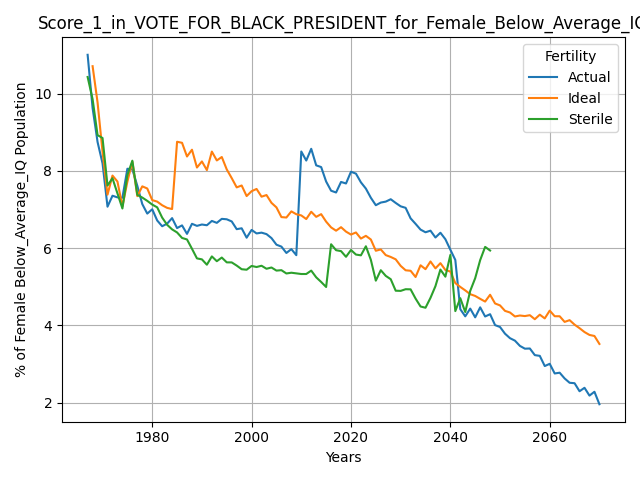 Score_1_in_VOTE_FOR_BLACK_PRESIDENT_for_Female_Below_Average_IQ
Fertility
Actual
Ideal
Sterile
10
8
6
4
2
% of Female Below_Average_IQ Population
1980
2000
2020
2040
2060
Years